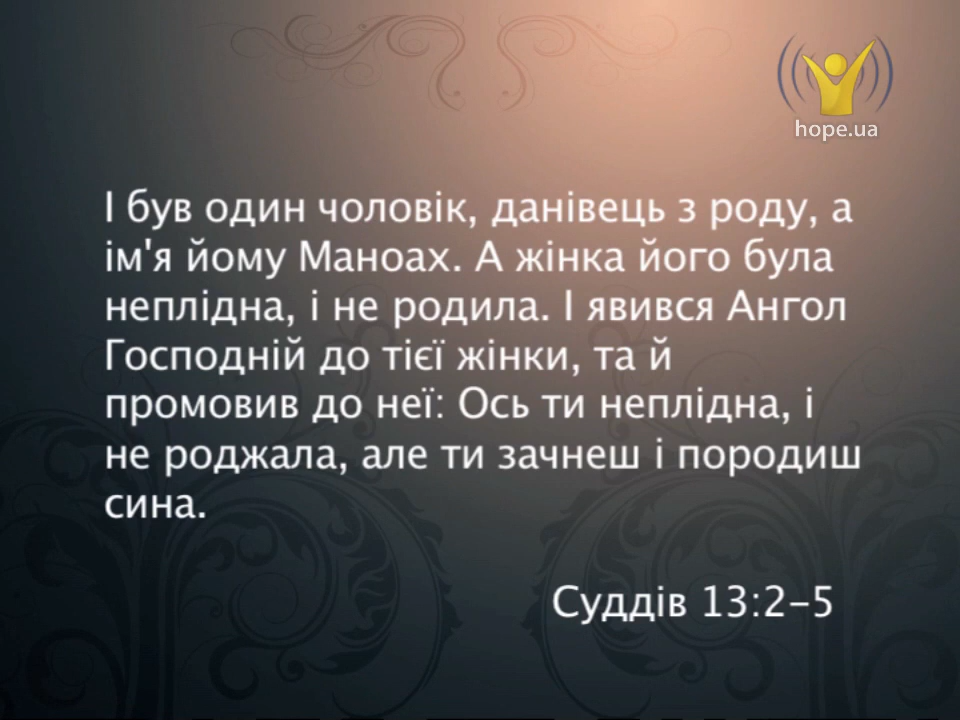 hope.ua
І був один чоловік, данівець з роду, а
ім'я йому Маноах. А жінка його була
неплідна, і не родила. І явився Ангол
Господній до тієї жінки, та й
промовив до неї: Ось ти неплідна, і
не роджала, але ти зачнеш і породиш
сина.
Суддів 13:2-5